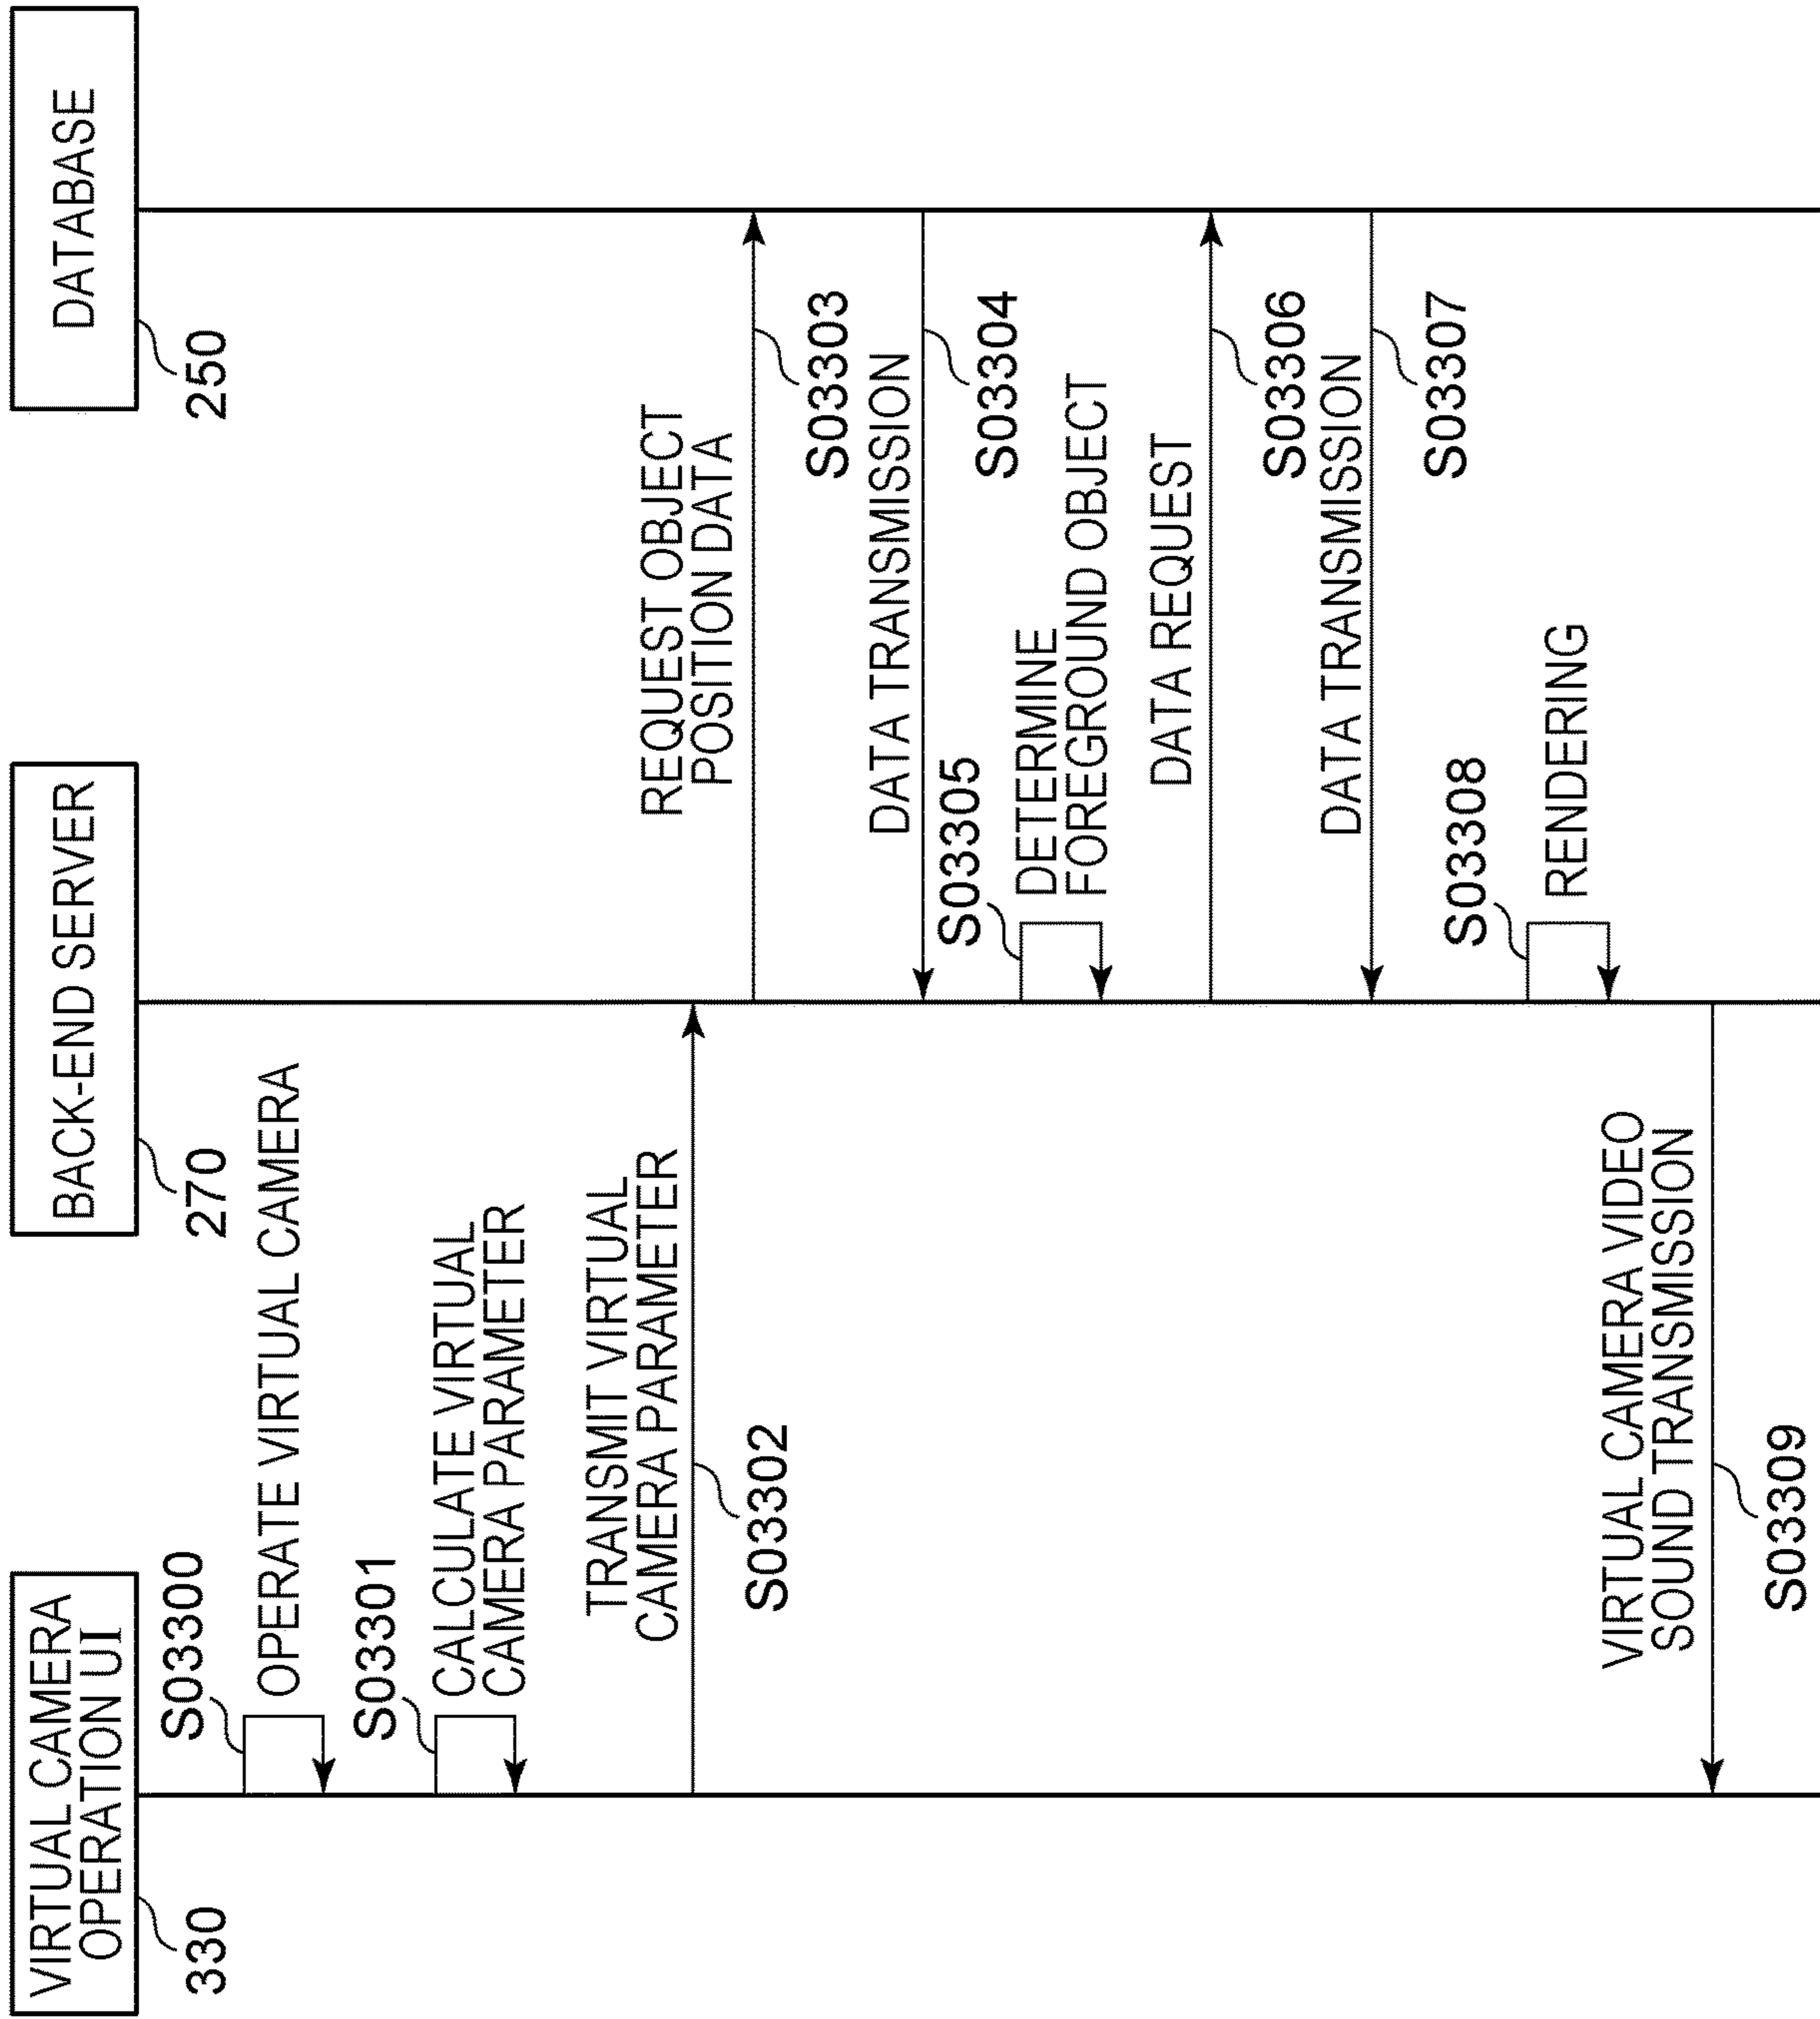 VIRTUAL CAMERA
OPERATION UI
330
BACK-END SERVER
270
DATABASE
250
S03300
OPERATE VIRTUAL CAMERA
S03301
CALCULATE VIRTUAL
CAMERA PARAMETER
TRANSMIT VIRTUAL
CAMERA PARAMETER
S03302
REQUEST OBJECT
POSITION DATA
S03303
DATA TRANSMISSION
S03304
S03305
DETERMINE
FOREGROUND OBJECT
DATA REQUEST
S03306
DATA TRANSMISSION
S03307
S03308
RENDERING
VIRTUAL CAMERA VIDEO
SOUND TRANSMISSION
S03309